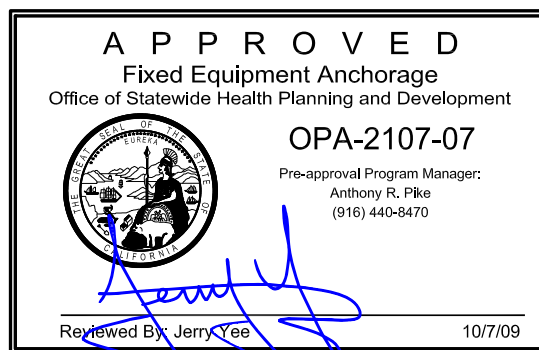 A P P R O V E D
Fixed Equipment Anchorage
Office of Statewide Health Planning and Development
THE GREAT SEAL OF THE STATE OF CALIFORNIA
EUREKA
OPA-2107-07
Pre-approval Program Manager:
Anthony R. Pike
(916) 440-8470
Reviewed By: Jerry Yee 10/7/09